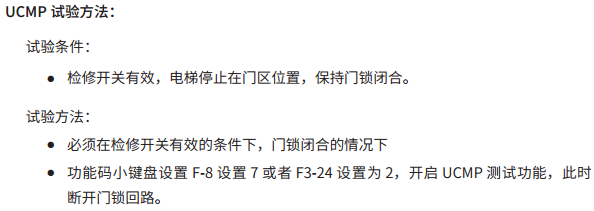 UCMP 试验方法：
试验条件：
● 检修开关有效，电梯停止在门区位置，保持门锁闭合。
试验方法：
● 必须在检修开关有效的条件下，门锁闭合的情况下
● 功能码小键盘设置 F-8 设置 7 或者 F3-24 设置为 2，开启 UCMP 测试功能，此时
断开门锁回路。